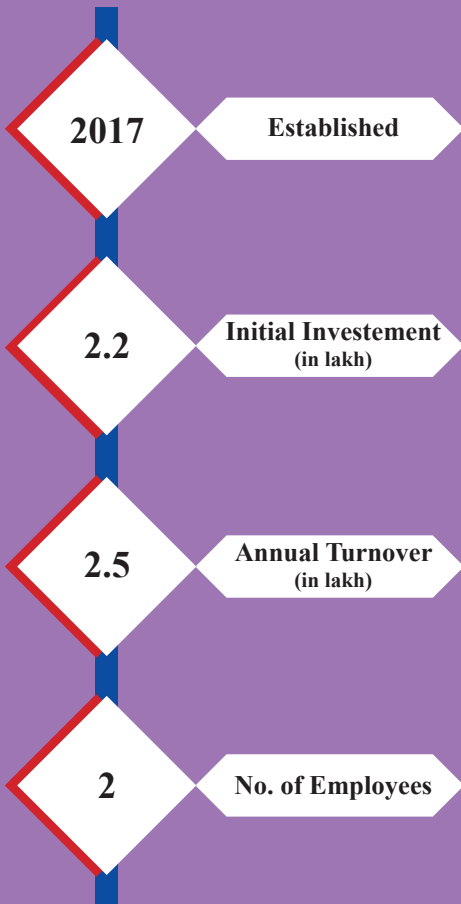 2017
Established
2.2
Initial Investement
(in lakh)
2.5
Annual Turnover
(in lakh)
2
No. of Employees